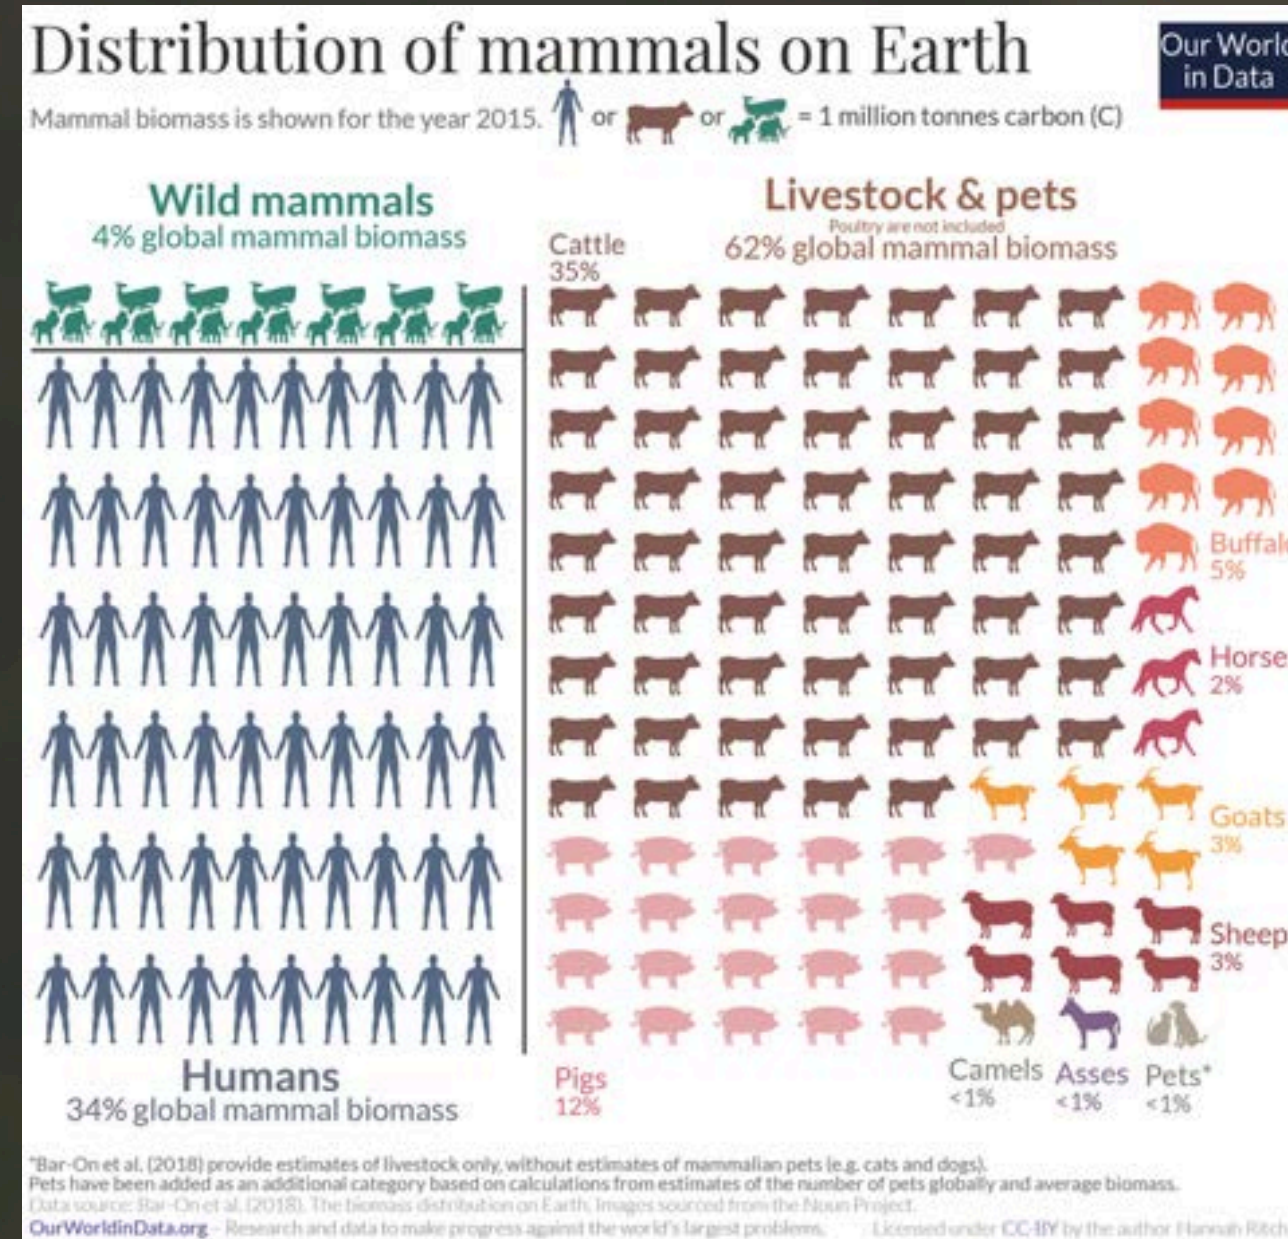 Distribution of mammals on Earth
Our World
in Data
Mammal biomass is shown for the year 2015.
or
or
= 1 million tonnes carbon (C)
Wild mammals
4% global mammal biomass
Livestock & pets
Poultry are not included
62% global mammal biomass
Cattle
35%
Buffalo
5%
Horse
2%
Goats
3%
Sheep
3%
Humans
34% global mammal biomass
Pigs
12%
Camels
<1%
Asses
<1%
Pets*
<1%
*Bar-On et al. (2018) provide estimates of livestock only, without estimates of mammalian pets (e.g. cats and dogs).
Pets have been added as an additional category based on calculations from estimates of the number of pets globally and average biomass.
Data source: Bar-On et al. (2018). The biomass distribution on Earth. Images sourced from the Noun Project.
OurWorldinData.org – Research and data to make progress against the world's largest problems.
Licensed under CC-BY by the author Hannah Ritch